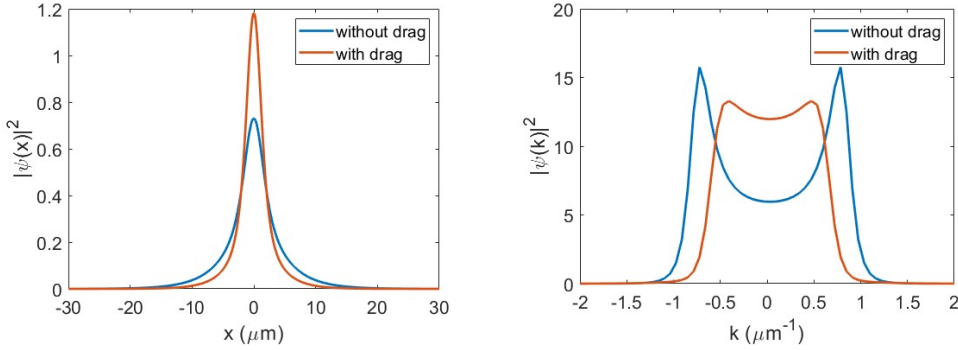 1.2
1
0.8
0.6
0.4
0.2
0
|ψ(x)|²
without drag
with drag
-30 -20 -10 0 10 20 30
x (μm)
20
15
10
5
0
|ψ(k)|²
without drag
with drag
-2 -1.5 -1 -0.5 0 0.5 1 1.5 2
k (μm⁻¹)